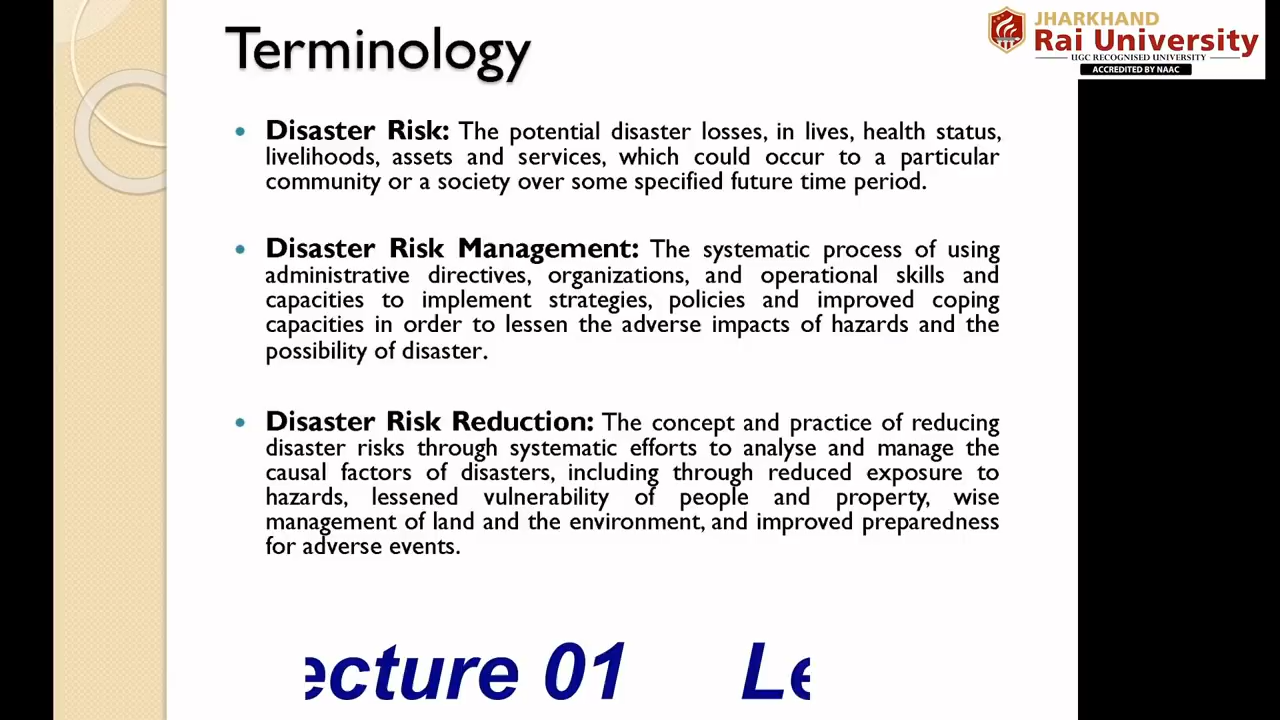 Terminology
JHARKHAND
Rai University
UGC RECOGNISED UNIVERSITY
ACCREDITED BY NAAC
• Disaster Risk: The potential disaster losses, in lives, health status,
livelihoods, assets and services, which could occur to a particular
community or a society over some specified future time period.
• Disaster Risk Management: The systematic process of using
administrative directives, organizations, and operational skills and
capacities to implement strategies, policies and improved coping
capacities in order to lessen the adverse impacts of hazards and the
possibility of disaster.
• Disaster Risk Reduction: The concept and practice of reducing
disaster risks through systematic efforts to analyse and manage the
causal factors of disasters, including through reduced exposure to
hazards, lessened vulnerability of people and property, wise
management of land and the environment, and improved preparedness
for adverse events.
ecture 01 Le